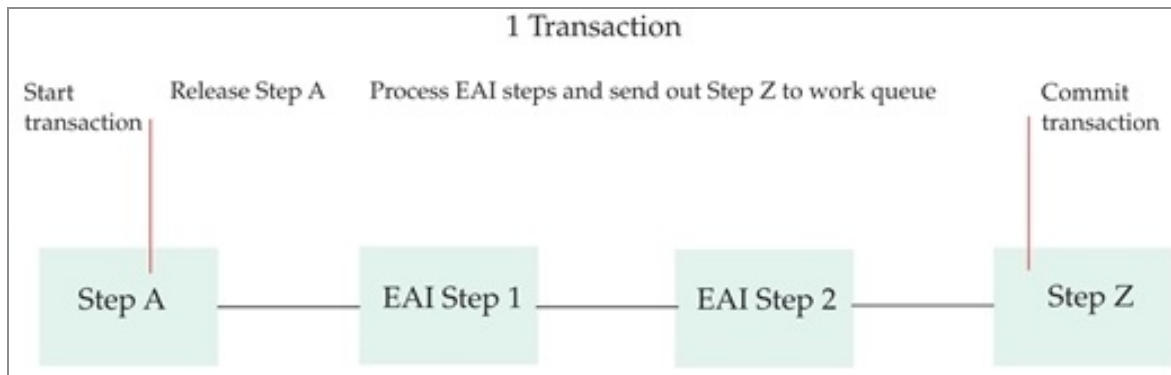 1 Transaction
Start
transaction
Release Step A
Process EAI steps and send out Step Z to work queue
Commit
transaction
Step A
EAI Step 1
EAI Step 2
Step Z